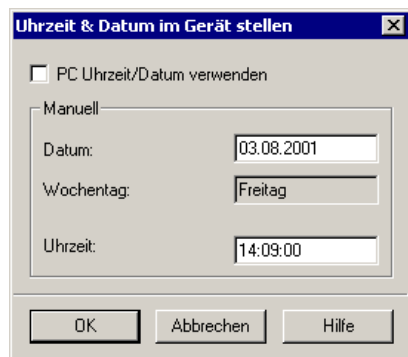 Uhrzeit & Datum im Gerät stellen
PC Uhrzeit/Datum verwenden
Manuell
Datum: 03.08.2001
Wochentag: Freitag
Uhrzeit: 14:09:00
OK Abbrechen Hilfe